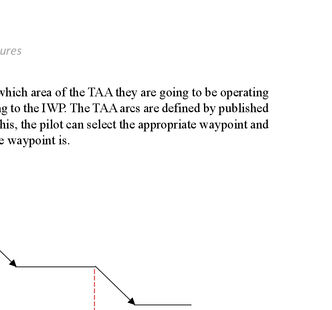 ures
which area of the TAA they are going to be operating
g to the IWP. The TAA arcs are defined by published
his, the pilot can select the appropriate waypoint and
e waypoint is.